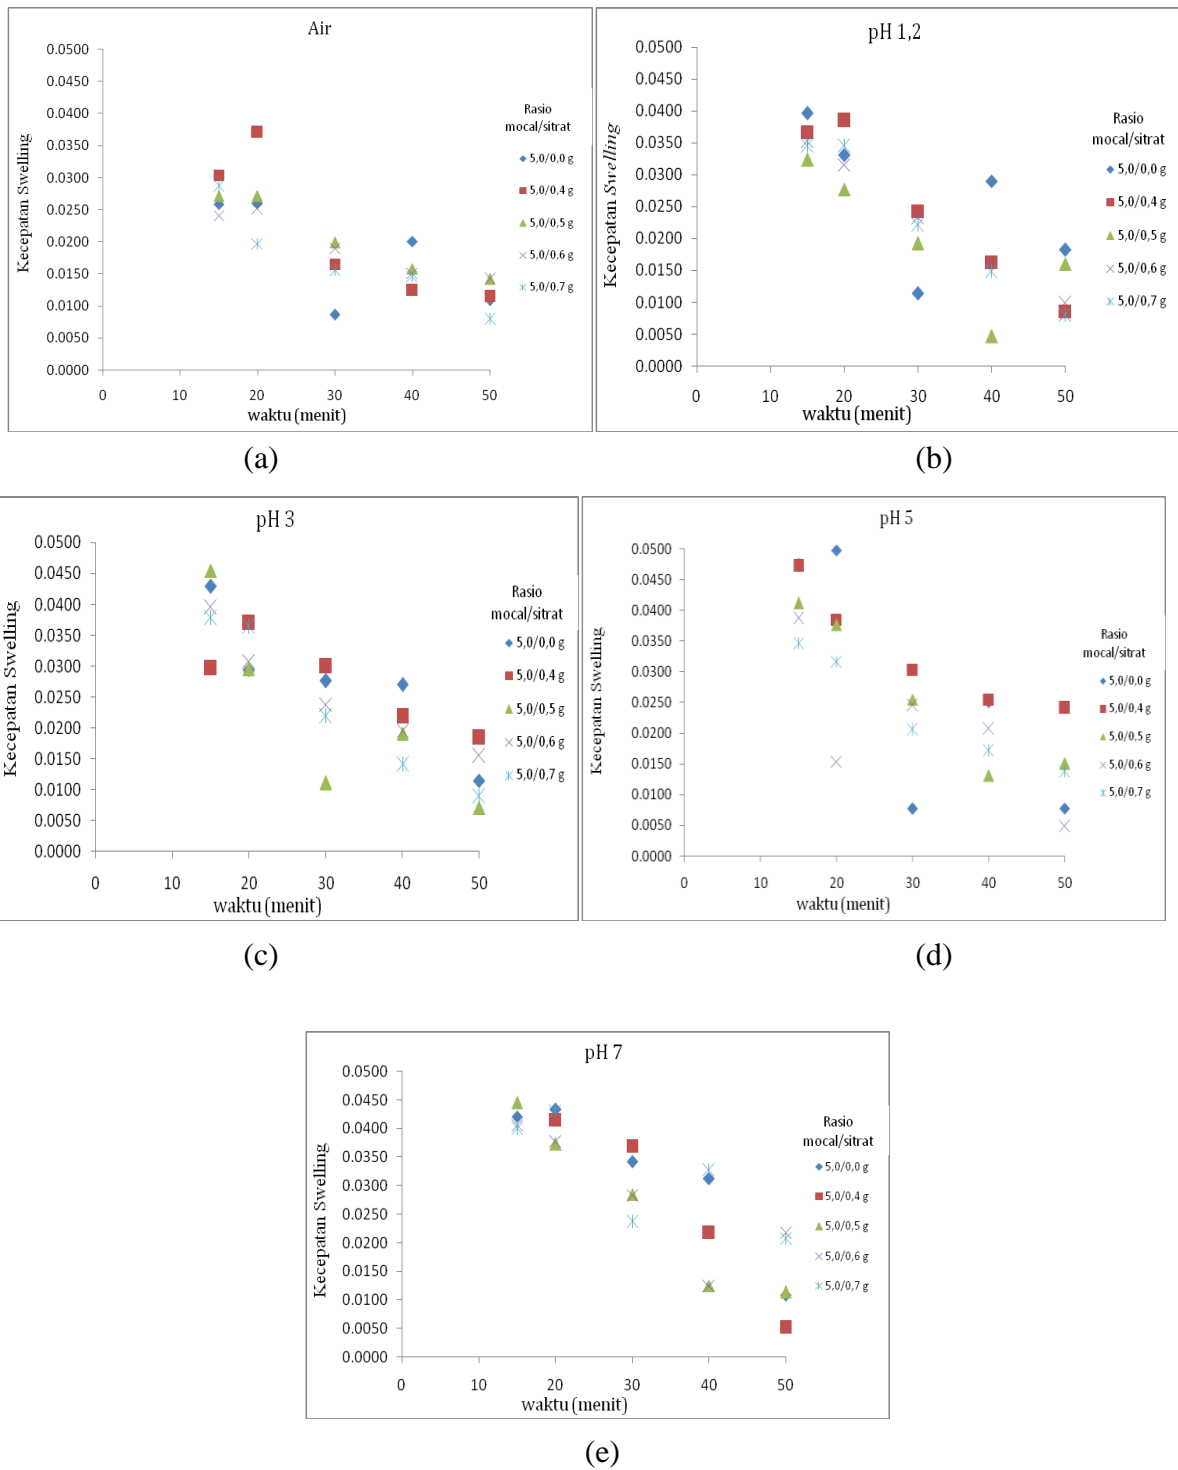 Air
0.0500
0.0450
0.0400
0.0350
0.0300
0.0250
0.0200
0.0150
0.0100
0.0050
0.0000
Kecepatan Swelling
0 10 20 30 40 50
waktu (menit)
Rasio
mocal/sitrat
5,0/0,0 g
5,0/0,4 g
5,0/0,5 g
5,0/0,6 g
5,0/0,7 g
(a)
pH 1,2
0.0500
0.0450
0.0400
0.0350
0.0300
0.0250
0.0200
0.0150
0.0100
0.0050
0.0000
Kecepatan Swelling
0 10 20 30 40 50
waktu (menit)
Rasio
mocal/sitrat
5,0/0,0 g
5,0/0,4 g
5,0/0,5 g
5,0/0,6 g
5,0/0,7 g
(b)
pH 3
0.0500
0.0450
0.0400
0.0350
0.0300
0.0250
0.0200
0.0150
0.0100
0.0050
0.0000
Kecepatan Swelling
0 10 20 30 40 50
waktu (menit)
Rasio
mocal/sitrat
5,0/0,0 g
5,0/0,4 g
5,0/0,5 g
5,0/0,6 g
5,0/0,7 g
(c)
pH 5
0.0500
0.0450
0.0400
0.0350
0.0300
0.0250
0.0200
0.0150
0.0100
0.0050
0.0000
Kecepatan Swelling
0 10 20 30 40 50
waktu (menit)
Rasio
mocal/sitrat
5,0/0,0 g
5,0/0,4 g
5,0/0,5 g
5,0/0,6 g
5,0/0,7 g
(d)
pH 7
0.0500
0.0450
0.0400
0.0350
0.0300
0.0250
0.0200
0.0150
0.0100
0.0050
0.0000
Kecepatan Swelling
0 10 20 30 40 50
waktu (menit)
Rasio
mocal/sitrat
5,0/0,0 g
5,0/0,4 g
5,0/0,5 g
5,0/0,6 g
5,0/0,7 g
(e)